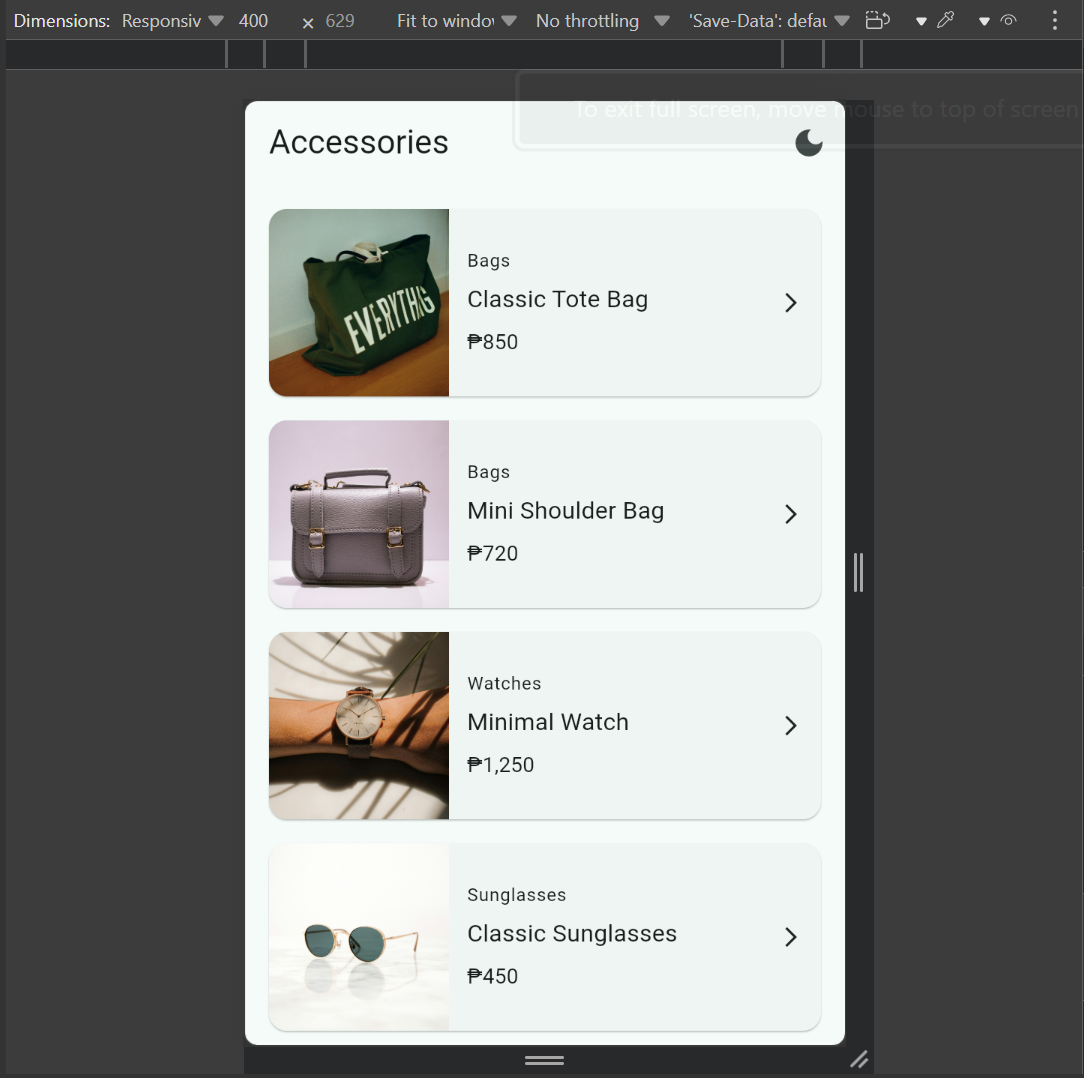 Dimensions: Responsiv 400 × 629 Fit to windov No throttling 'Save-Data': defau
To exit full screen, move mouse to top of screen
Accessories
EVERYTHING
Bags
Classic Tote Bag
₱850
Bags
Mini Shoulder Bag
₱720
Watches
Minimal Watch
₱1,250
Sunglasses
Classic Sunglasses
₱450